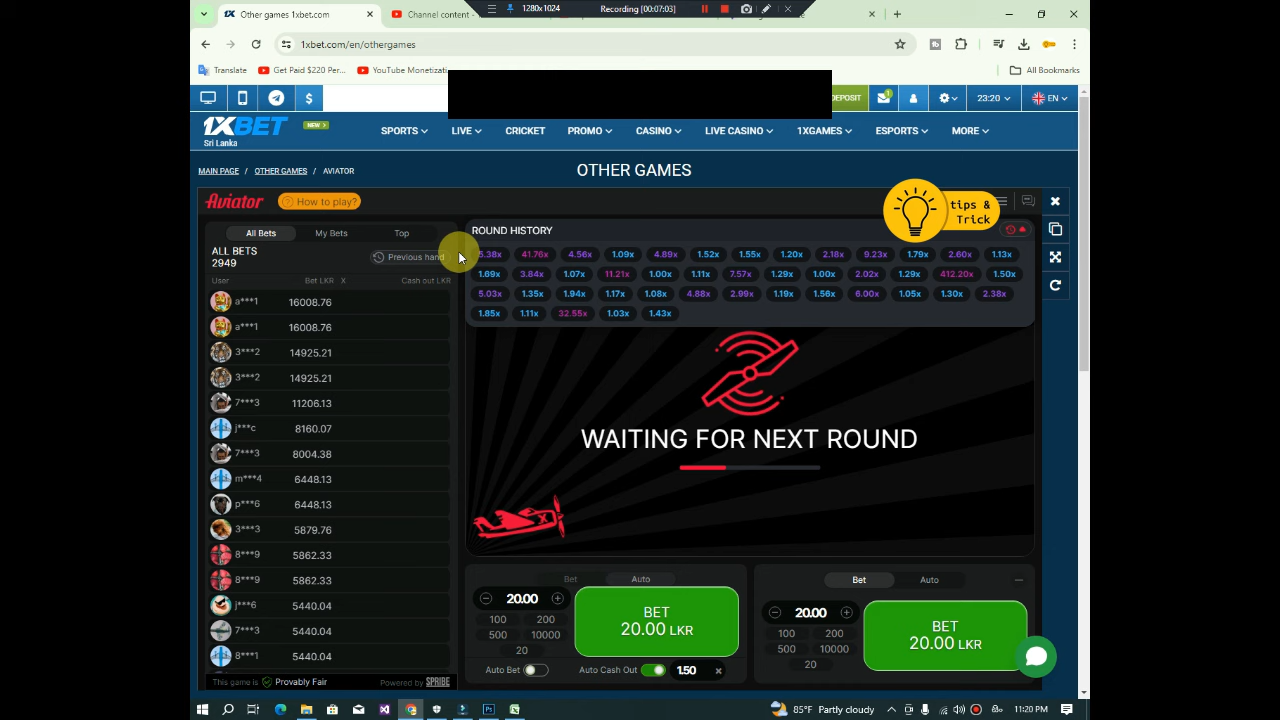 1280x1024 Recording [00:07:03]
Other games 1xbet.com
Channel content -
1xbet.com/en/othergames
Translate Get Paid $220 Per... YouTube Monetizati... All Bookmarks
DEPOSIT 1 23:20 EN
1XBET NEW
Sri Lanka
SPORTS LIVE CRICKET PROMO CASINO LIVE CASINO 1XGAMES ESPORTS MORE
OTHER GAMES
MAIN PAGE / OTHER GAMES / AVIATOR
Aviator ? How to play?
tips &
Trick
All Bets My Bets Top
ALL BETS
2949
Previous hand
User Bet LKR X Cash out LKR
a***1 16008.76
a***1 16008.76
3***2 14925.21
3***2 14925.21
7***3 11206.13
j***c 8160.07
7***3 8004.38
m***4 6448.13
p***6 6448.13
3***3 5879.76
8***9 5862.33
8***9 5862.33
j***6 5440.04
7***3 5440.04
8***1 5440.04
This game is Provably Fair Powered by SPRIBE
ROUND HISTORY
5.38x 41.76x 4.56x 1.09x 4.89x 1.52x 1.55x 1.20x 2.18x 9.23x 1.79x 2.60x 1.13x
1.69x 3.84x 1.07x 11.21x 1.00x 1.11x 7.57x 1.29x 1.00x 2.02x 1.29x 412.20x 1.50x
5.03x 1.35x 1.94x 1.17x 1.08x 4.88x 2.99x 1.19x 1.56x 6.00x 1.05x 1.30x 2.38x
1.85x 1.11x 32.55x 1.03x 1.43x
WAITING FOR NEXT ROUND
X
Bet Auto
20.00
100 200
500 10000
20
BET
20.00 LKR
Auto Bet Auto Cash Out 1.50
Bet Auto
20.00
100 200
500 10000
20
BET
20.00 LKR
85°F Partly cloudy 11:20 PM